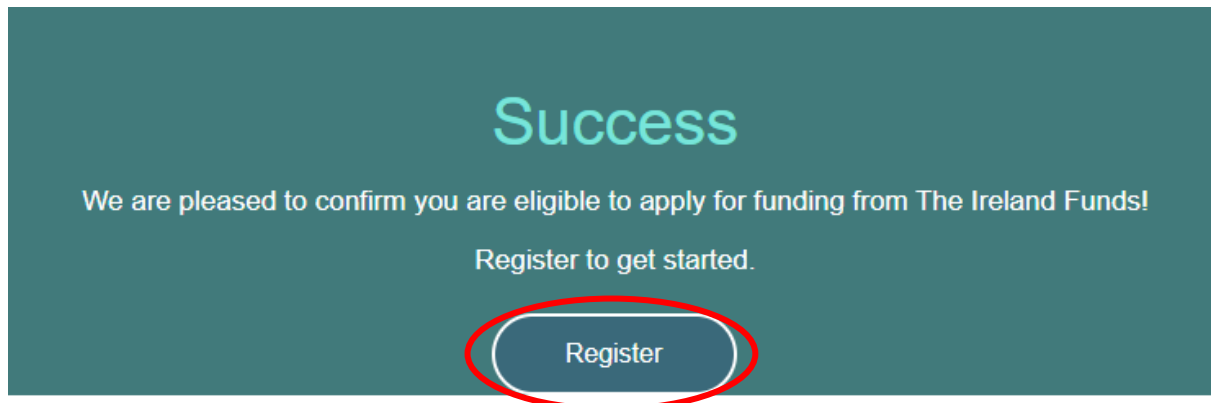 Success
We are pleased to confirm you are eligible to apply for funding from The Ireland Funds!
Register to get started.
Register